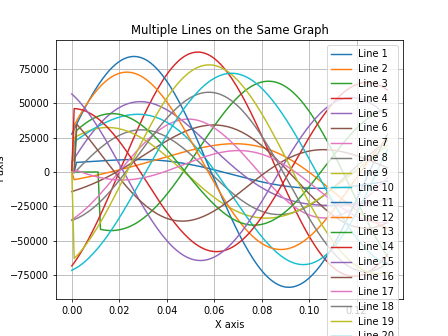 Multiple Lines on the Same Graph
75000
50000
25000
0
−25000
−50000
−75000
0.00
0.02
0.04
0.06
0.08
0.10
X axis
Line 1
Line 2
Line 3
Line 4
Line 5
Line 6
Line 7
Line 8
Line 9
Line 10
Line 11
Line 12
Line 13
Line 14
Line 15
Line 16
Line 17
Line 18
Line 19
Line 20